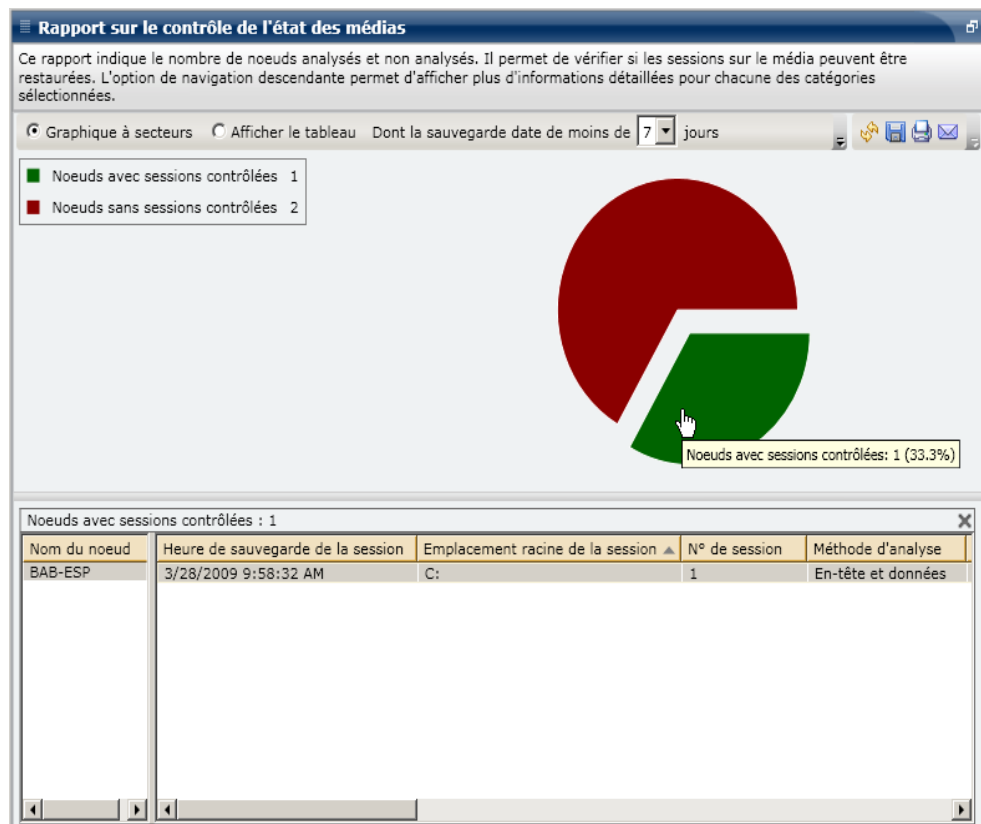 Rapport sur le contrôle de l'état des médias
Ce rapport indique le nombre de noeuds analysés et non analysés. Il permet de vérifier si les sessions sur le média peuvent être
restaurées. L'option de navigation descendante permet d'afficher plus d'informations détaillées pour chacune des catégories
sélectionnées.
Graphique à secteurs Afficher le tableau Dont la sauvegarde date de moins de 7 jours
Noeuds avec sessions contrôlées 1
Noeuds sans sessions contrôlées 2
Noeuds avec sessions contrôlées: 1 (33.3%)
Noeuds avec sessions contrôlées : 1
Nom du noeud Heure de sauvegarde de la session Emplacement racine de la session N° de session Méthode d'analyse
BAB-ESP 3/28/2009 9:58:32 AM C: 1 En-tête et données